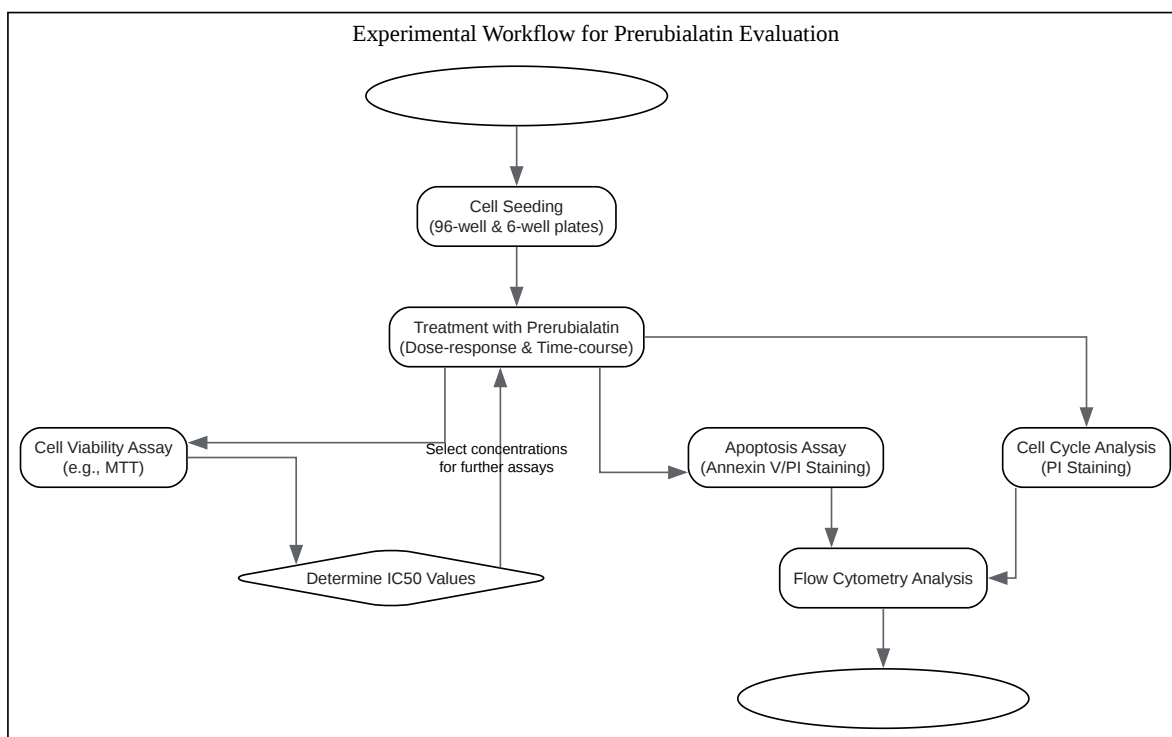 Experimental Workflow for Prerubialatin Evaluation
Cell Seeding
(96-well & 6-well plates)
Treatment with Prerubialatin
(Dose-response & Time-course)
Cell Viability Assay
(e.g., MTT)
Select concentrations
for further assays
Apoptosis Assay
(Annexin V/PI Staining)
Cell Cycle Analysis
(PI Staining)
Determine IC50 Values
Flow Cytometry Analysis